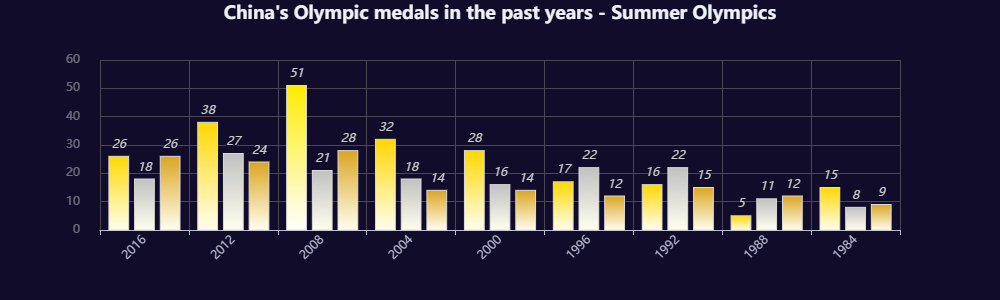 China's Olympic medals in the past years - Summer Olympics
60
50
40
30
20
10
0
26 18 26
38 27 24
51 21 28
32 18 14
28 16 14
17 22 12
16 22 15
5 11 12
15 8 9
2016 2012 2008 2004 2000 1996 1992 1988 1984